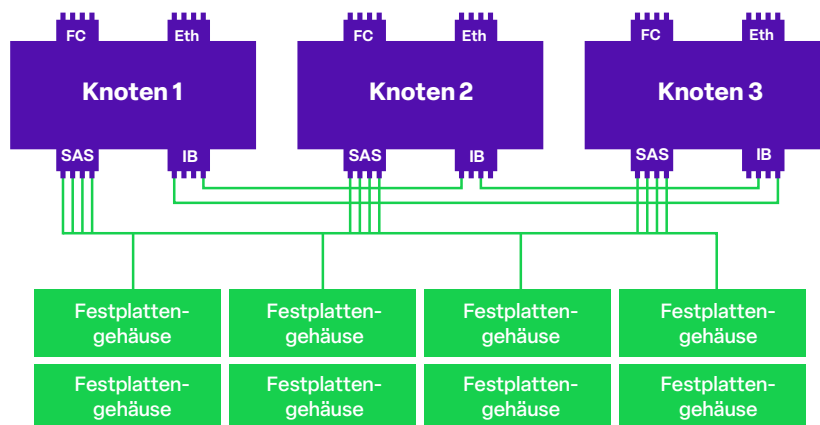 FC Eth FC Eth FC Eth
Knoten 1 Knoten 2 Knoten 3
SAS IB SAS IB SAS IB
Festplatten- Festplatten- Festplatten- Festplatten-
gehäuse gehäuse gehäuse gehäuse
Festplatten- Festplatten- Festplatten- Festplatten-
gehäuse gehäuse gehäuse gehäuse